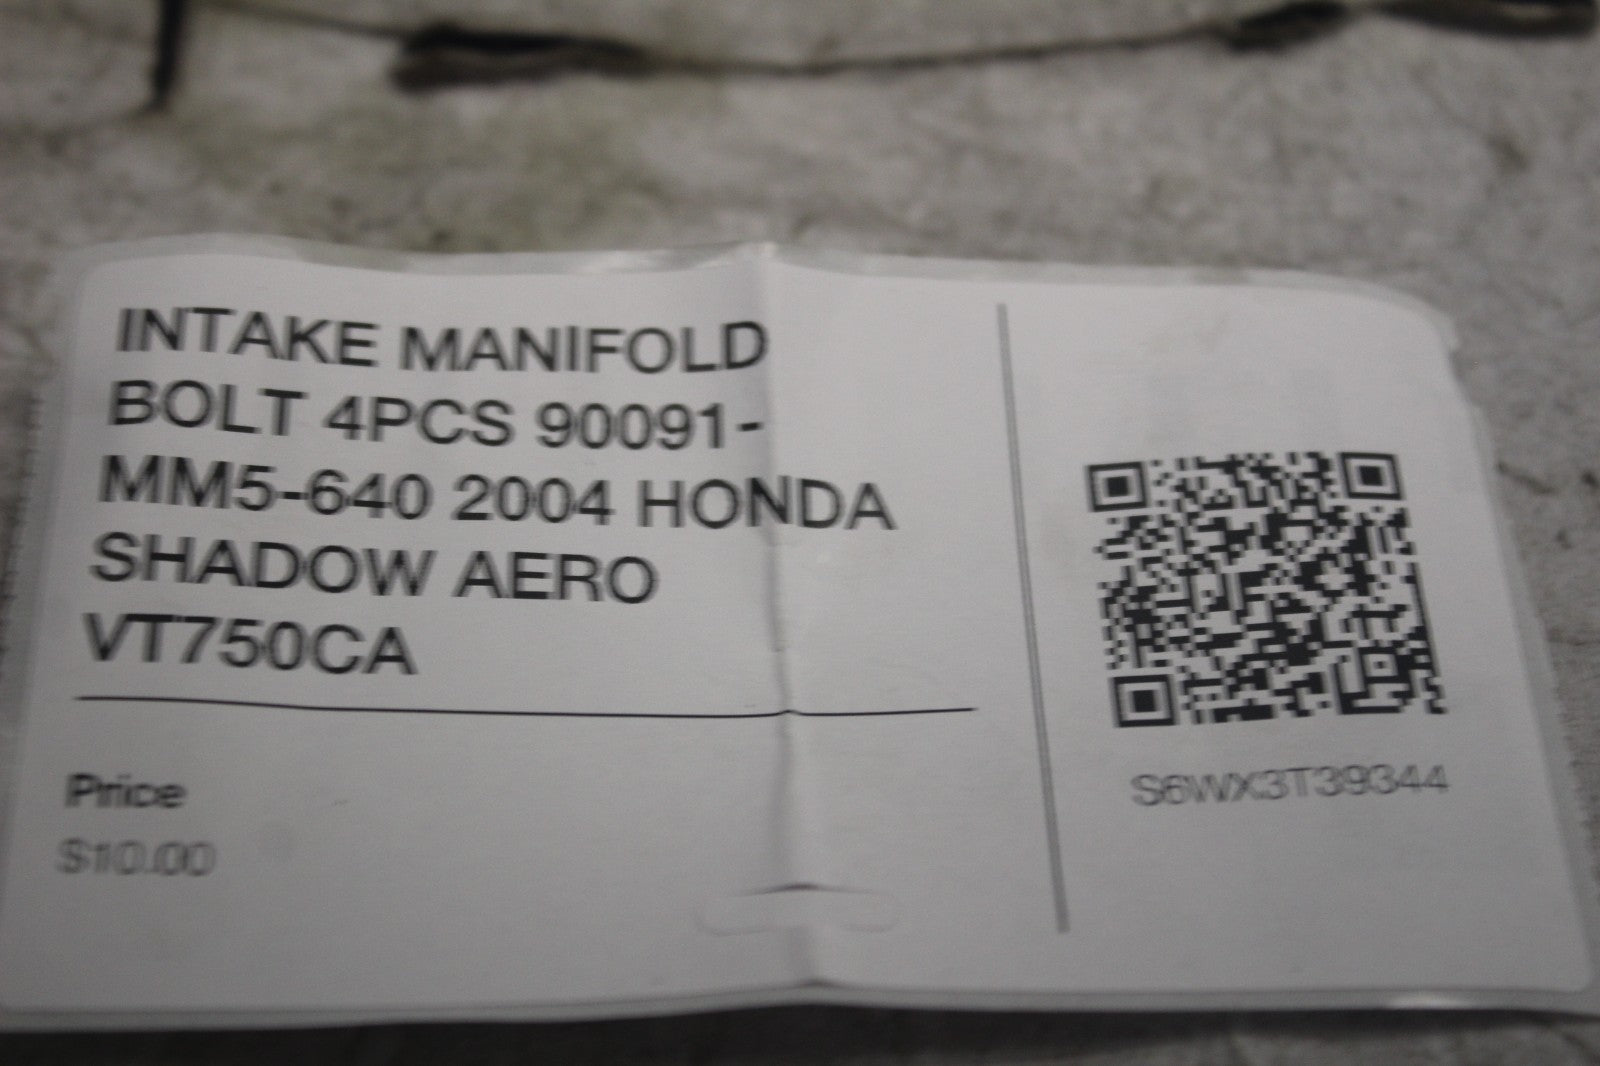 INTAKE MANIFOLD
BOLT 4PCS 90091-
MM5-640 2004 HONDA
SHADOW AERO
VT750CA
Price
$10.00
S6WX3T39344